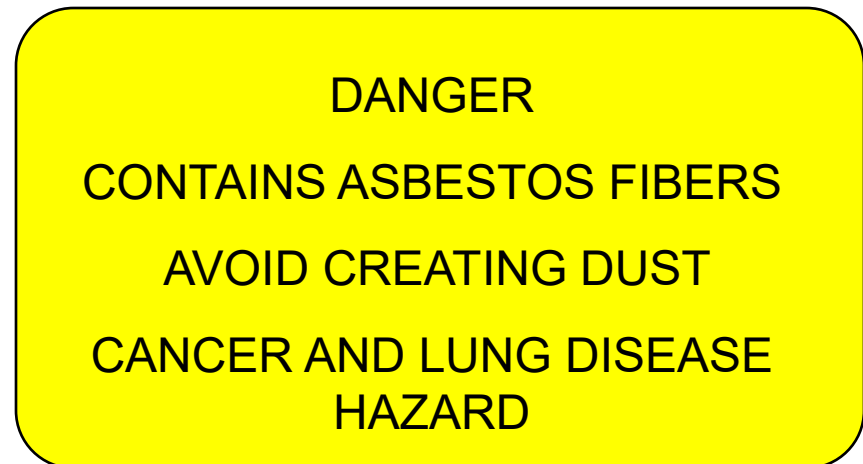 DANGER
CONTAINS ASBESTOS FIBERS
AVOID CREATING DUST
CANCER AND LUNG DISEASE
HAZARD